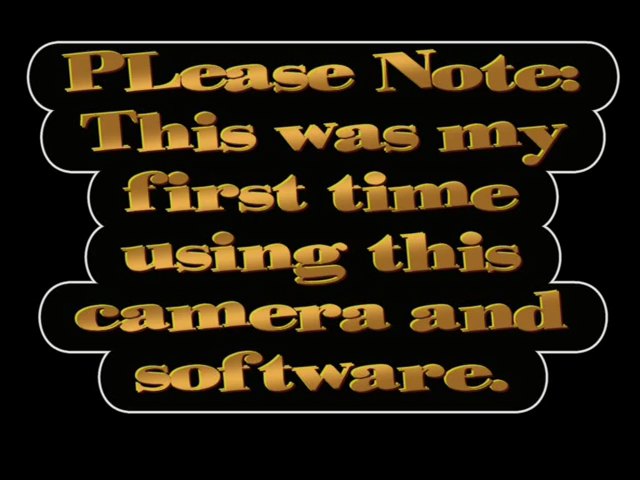 PLease Note:
This was my
first time
using this
camera and
software.